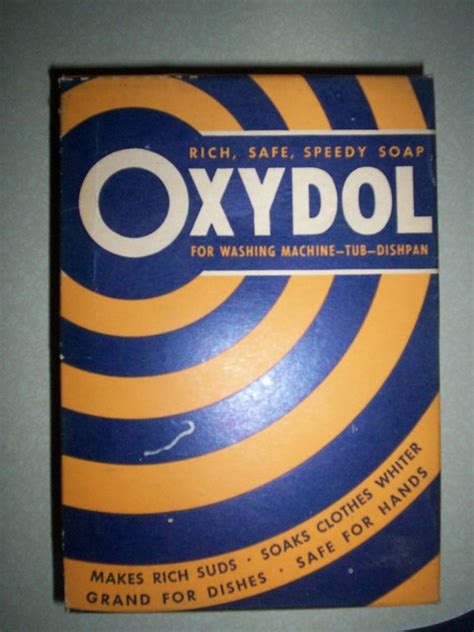 RICH, SAFE, SPEEDY SOAP
OXYDOL
FOR WASHING MACHINE-TUB-DISHPAN
MAKES RICH SUDS · SOAKS CLOTHES WHITER
GRAND FOR DISHES · SAFE FOR HANDS